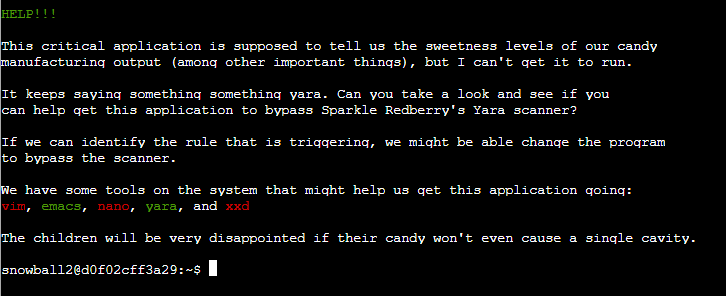 HELP!!!
This critical application is supposed to tell us the sweetness levels of our candy
manufacturing output (among other important things), but I can't get it to run.
It keeps saying something something yara. Can you take a look and see if you
can help get this application to bypass Sparkle Redberry's Yara scanner?
If we can identify the rule that is triggering, we might be able change the program
to bypass the scanner.
We have some tools on the system that might help us get this application going:
vim, emacs, nano, yara, and xxd
The children will be very disappointed if their candy won't even cause a single cavity.
snowball2@d0f02cff3a29:~$